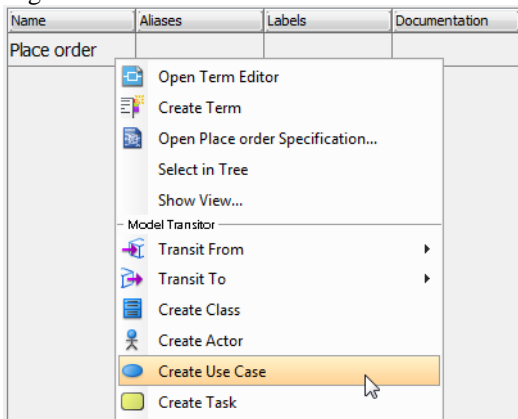 Name Aliases Labels Documentation
Place order
Open Term Editor
Create Term
Open Place order Specification...
Select in Tree
Show View...
Model Transitor
Transit From
Transit To
Create Class
Create Actor
Create Use Case
Create Task